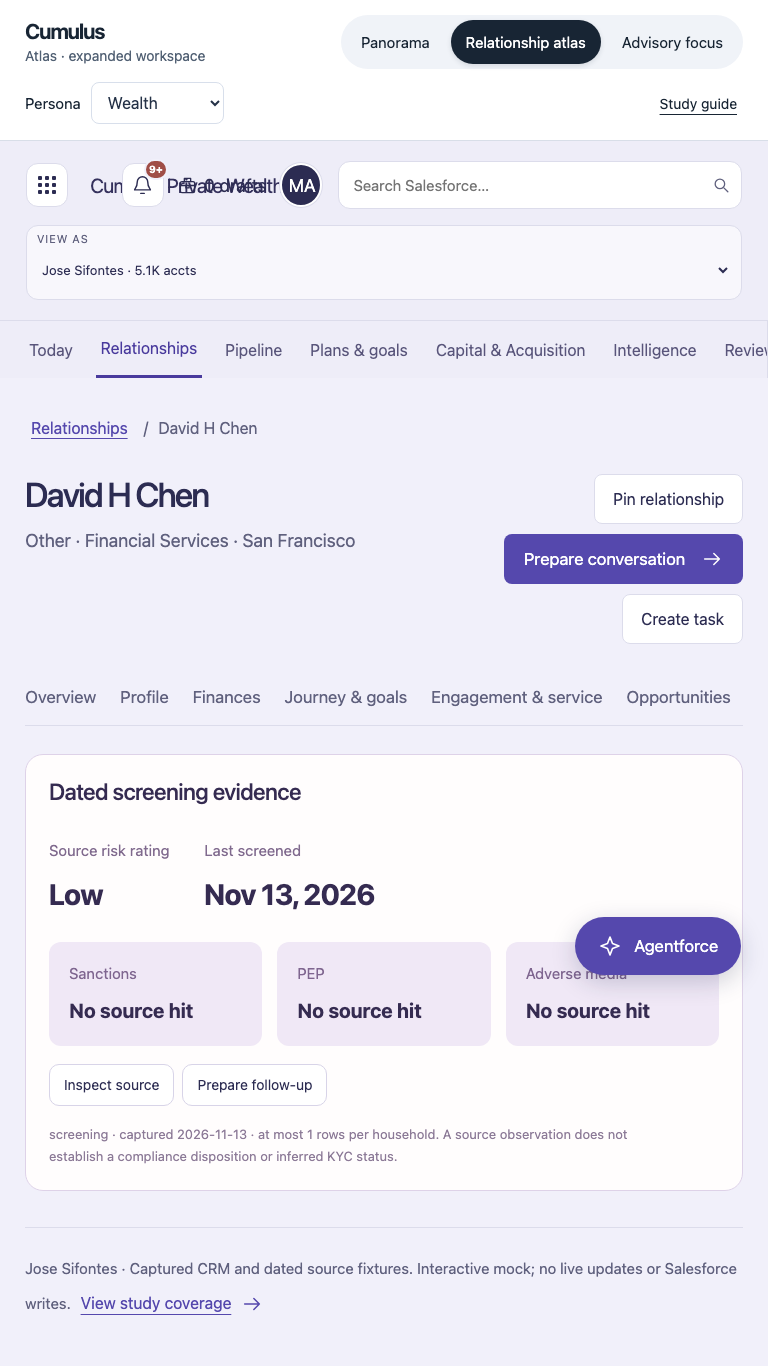 Cumulus
Atlas · expanded workspace
Panorama
Relationship atlas
Advisory focus
Persona
Wealth
Study guide
9+
Private Wealth
MA
Search Salesforce...
VIEW AS
Jose Sifontes · 5.1K accts
Today
Relationships
Pipeline
Plans & goals
Capital & Acquisition
Intelligence
Relationships / David H Chen
David H Chen
Other · Financial Services · San Francisco
Pin relationship
Prepare conversation
Create task
Overview
Profile
Finances
Journey & goals
Engagement & service
Opportunities
Dated screening evidence
Source risk rating
Last screened
Low
Nov 13, 2026
Agentforce
Sanctions
PEP
Adverse media
No source hit
No source hit
No source hit
Inspect source
Prepare follow-up
screening · captured 2026-11-13 · at most 1 rows per household. A source observation does not
establish a compliance disposition or inferred KYC status.
Jose Sifontes · Captured CRM and dated source fixtures. Interactive mock; no live updates or Salesforce
writes. View study coverage